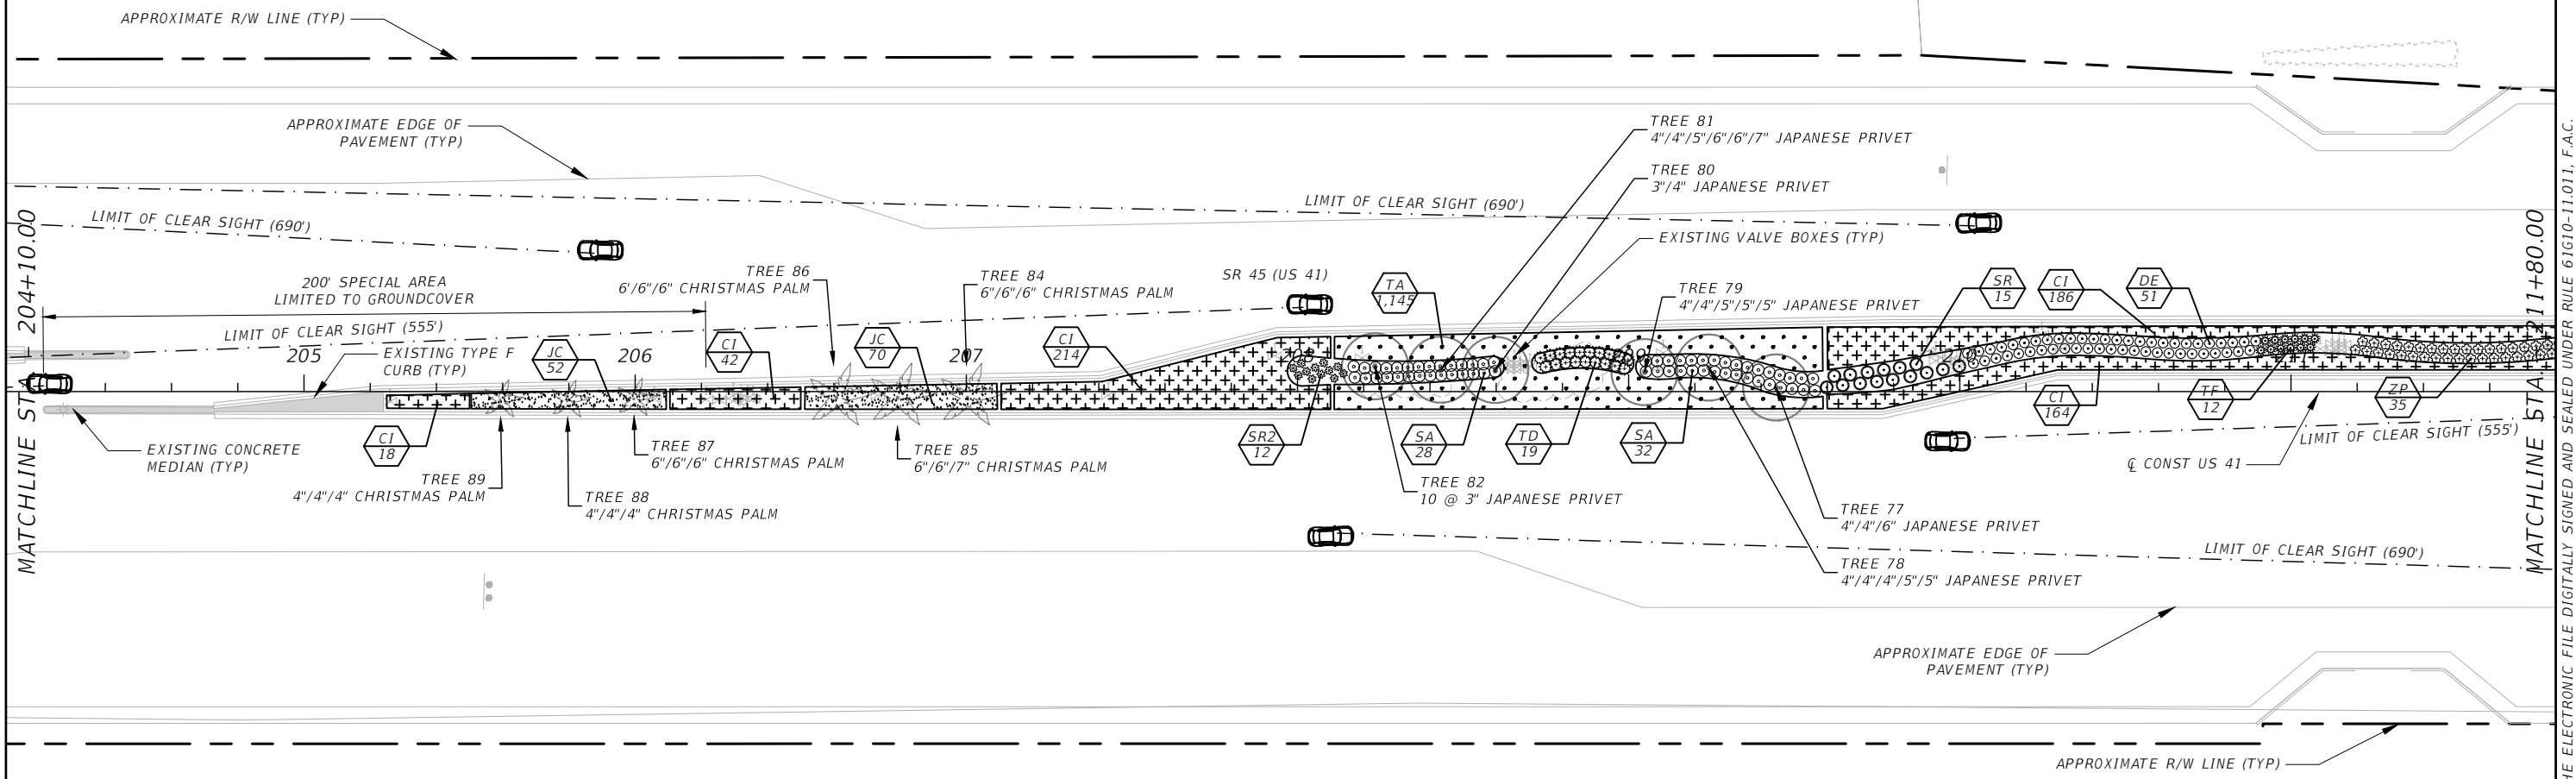 APPROXIMATE R/W LINE (TYP)
APPROXIMATE EDGE OF
PAVEMENT (TYP)
TREE 81
4"/4"/5"/6"/6"/7" JAPANESE PRIVET
TREE 80
3"/4" JAPANESE PRIVET
LIMIT OF CLEAR SIGHT (690')
LIMIT OF CLEAR SIGHT (690')
EXISTING VALVE BOXES (TYP)
200' SPECIAL AREA
LIMITED TO GROUNDCOVER
TREE 86
6'/6"/6" CHRISTMAS PALM
TREE 84
6"/6"/6" CHRISTMAS PALM
SR 45 (US 41)
TA
1,145
TREE 79
4"/4"/5"/5"/5" JAPANESE PRIVET
SR
15
CI
186
DE
51
LIMIT OF CLEAR SIGHT (555')
205
EXISTING TYPE F
CURB (TYP)
JC
52
206
CI
42
JC
70
207
CI
214
MATCHLINE STA. 204+10.00
MATCHLINE STA. 211+80.00
HE ELECTRONIC FILE DIGITALLY SIGNED AND SEALED UNDER RULE 61G10-11.011, F.A.C.
CI
18
EXISTING CONCRETE
MEDIAN (TYP)
TREE 89
4"/4"/4" CHRISTMAS PALM
TREE 88
4"/4"/4" CHRISTMAS PALM
TREE 87
6"/6"/6" CHRISTMAS PALM
TREE 85
6"/6"/7" CHRISTMAS PALM
SR2
12
SA
28
TD
19
SA
32
CI
164
TF
12
ZP
35
LIMIT OF CLEAR SIGHT (555')
℄ CONST US 41
TREE 82
10 @ 3" JAPANESE PRIVET
TREE 77
4"/4"/6" JAPANESE PRIVET
TREE 78
4"/4"/4"/5"/5" JAPANESE PRIVET
LIMIT OF CLEAR SIGHT (690')
APPROXIMATE EDGE OF
PAVEMENT (TYP)
APPROXIMATE R/W LINE (TYP)